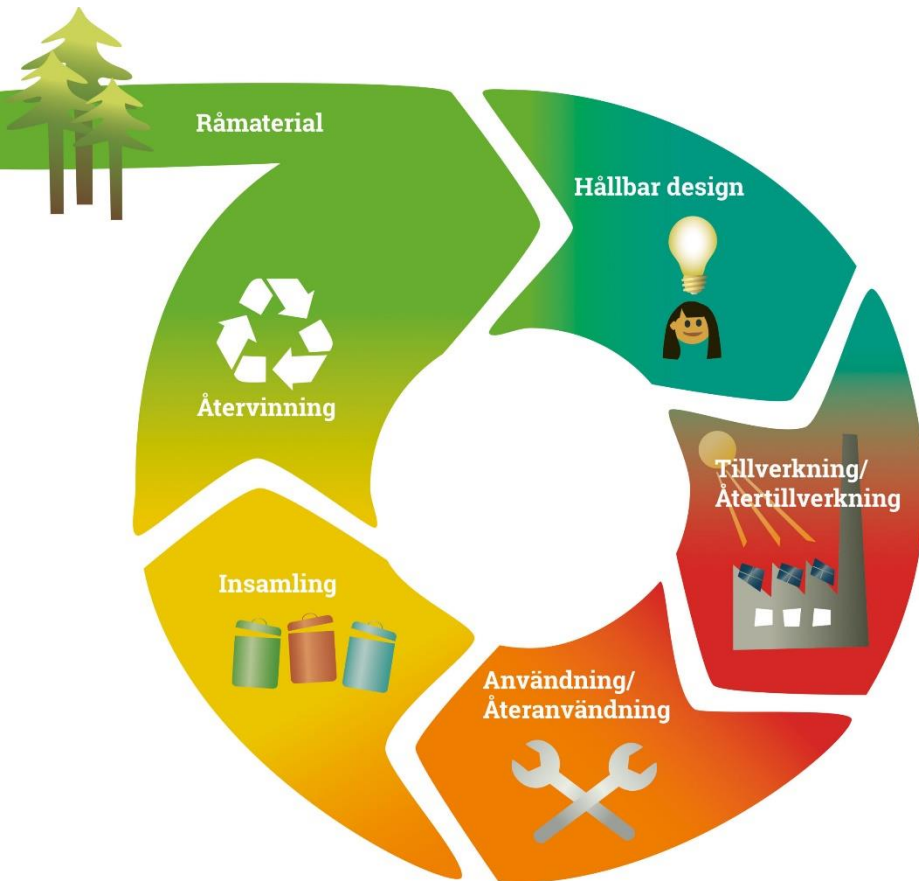 Råmaterial
Hållbar design
Tillverkning/
Återtillverkning
Användning/
Återanvändning
Insamling
Återvinning